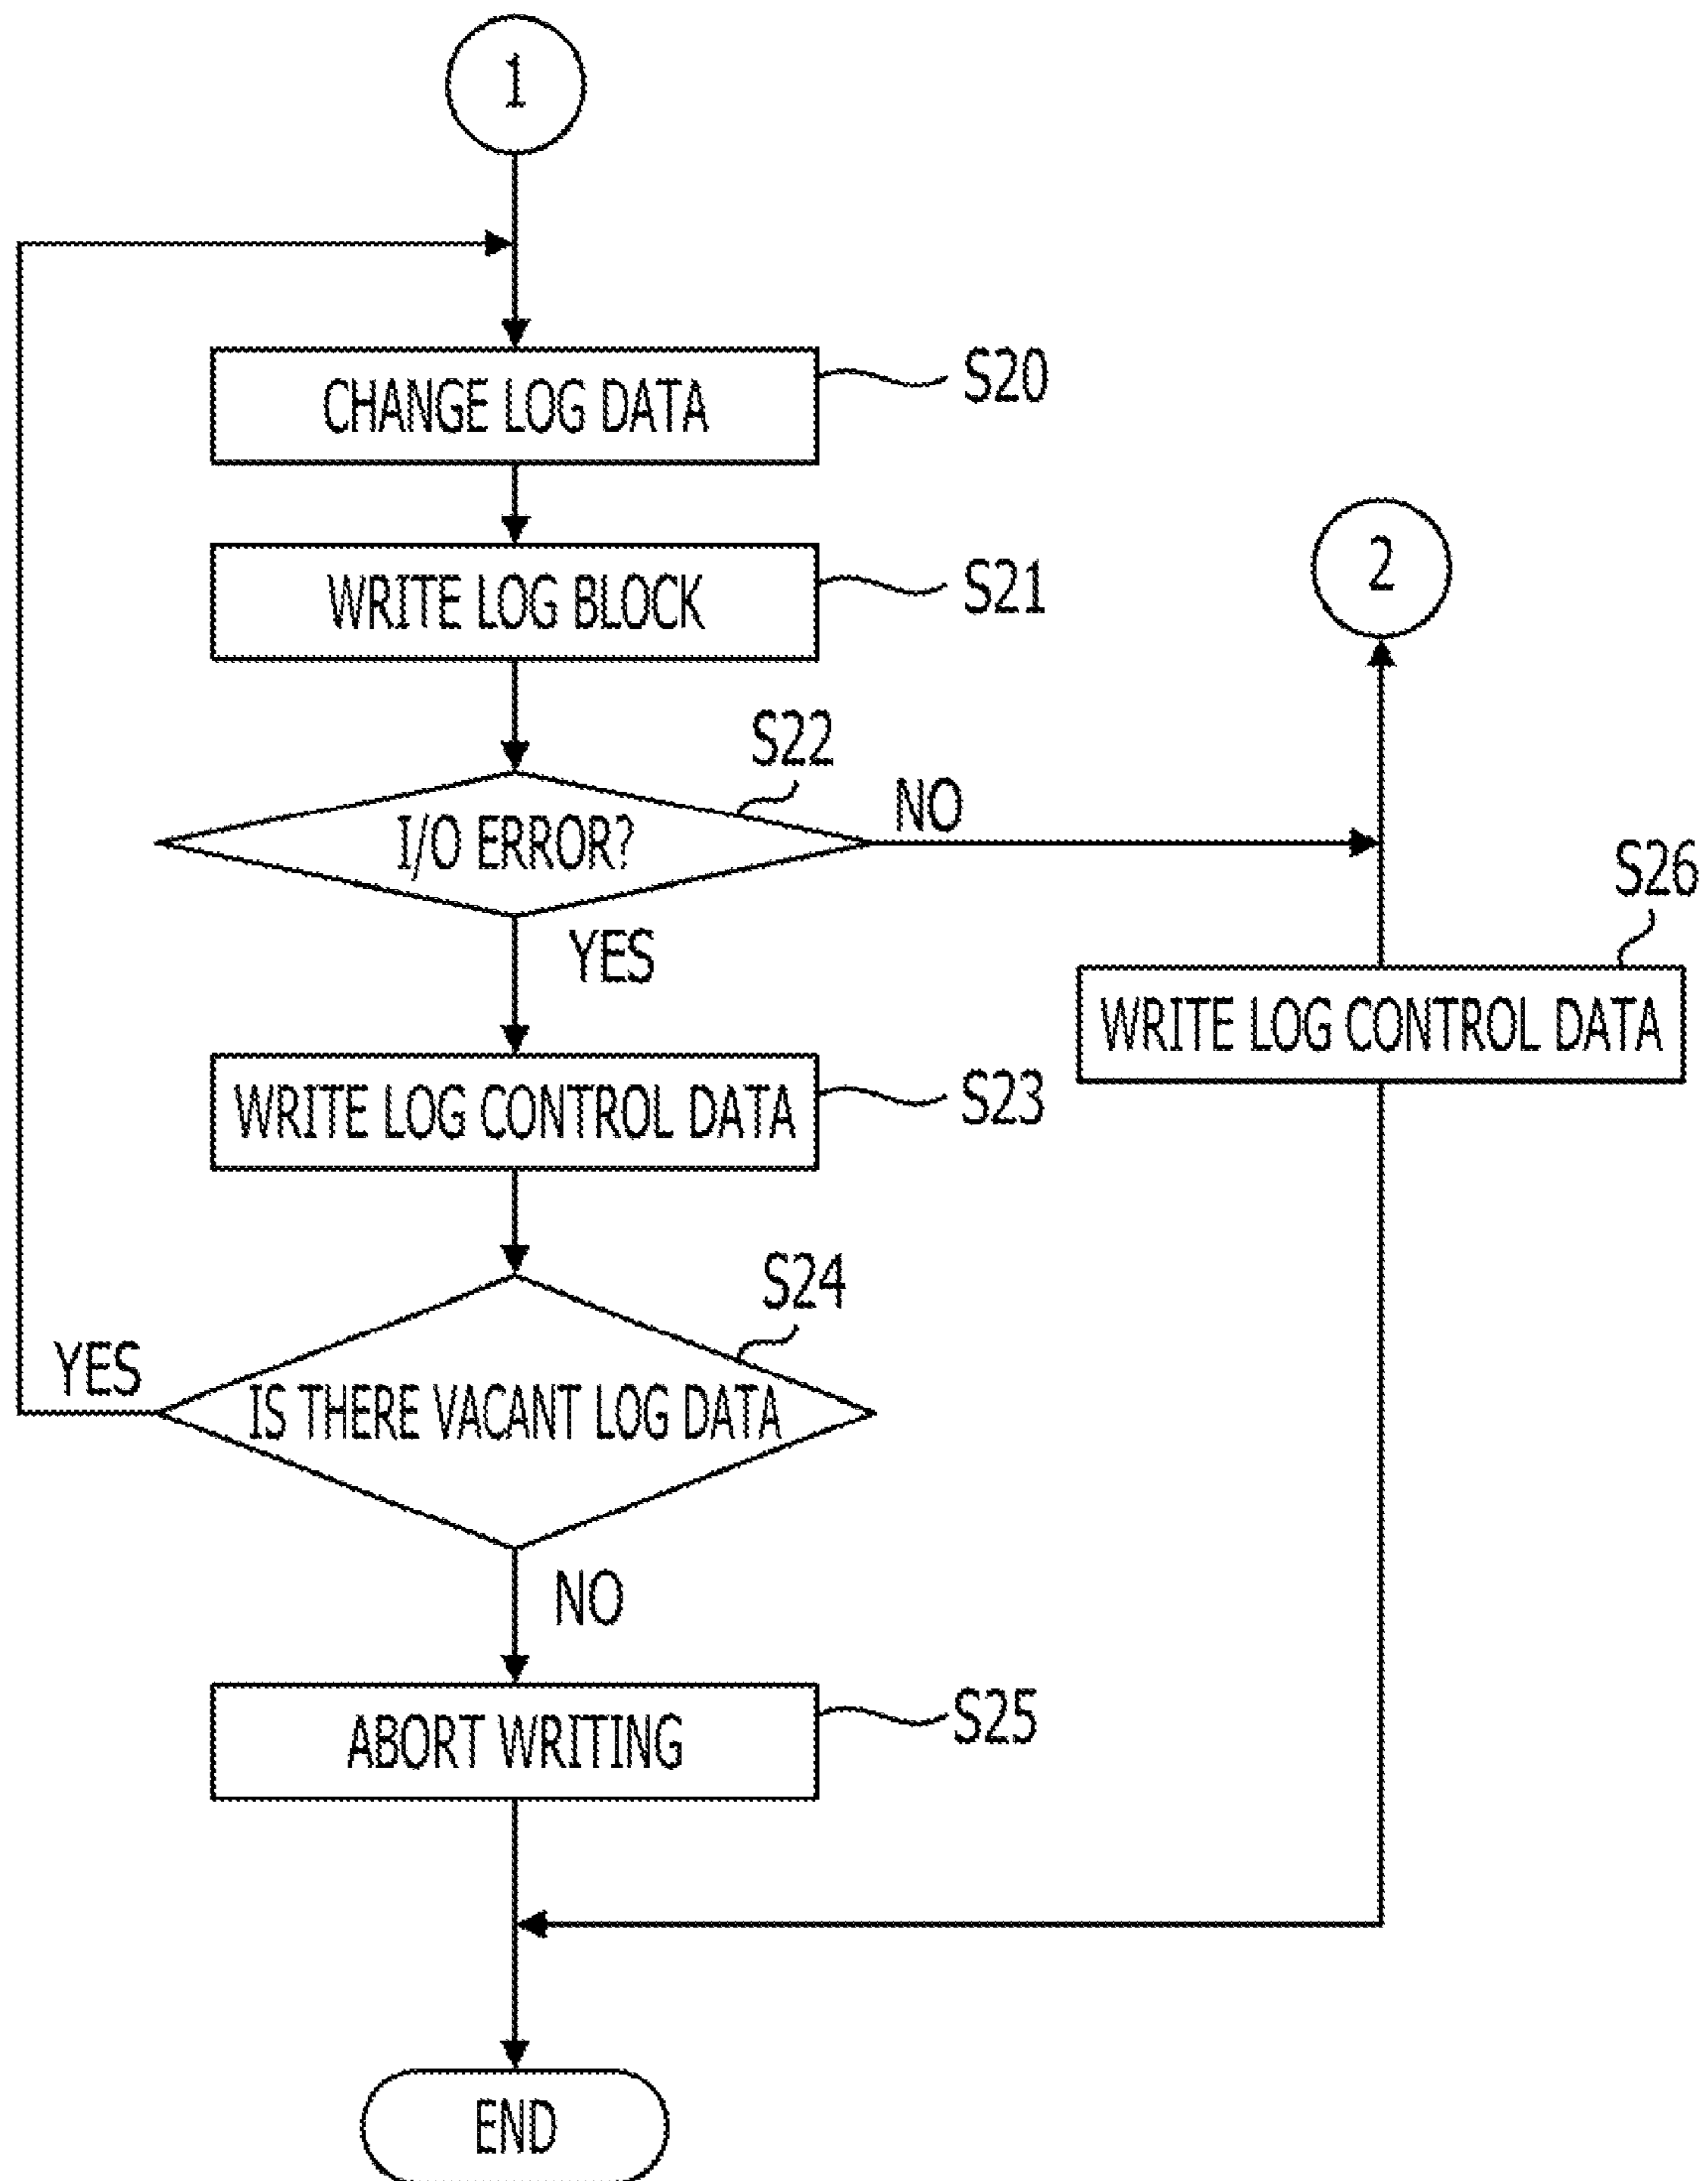 1
CHANGE LOG DATA
S20
WRITE LOG BLOCK
S21
2
S22
I/O ERROR?
NO
YES
S26
WRITE LOG CONTROL DATA
WRITE LOG CONTROL DATA
S23
S24
YES
IS THERE VACANT LOG DATA
NO
ABORT WRITING
S25
END